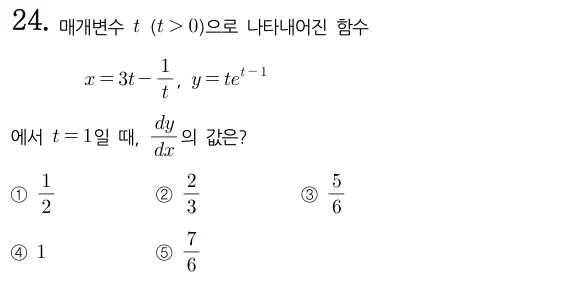 24. 매개변수 t (t > 0)으로 나타내어진 함수
x = 3t − 1/t, y = te^{t−1}
에서 t = 1일 때, dy/dx의 값은?
① 1/2 ② 2/3 ③ 5/6
④ 1 ⑤ 7/6